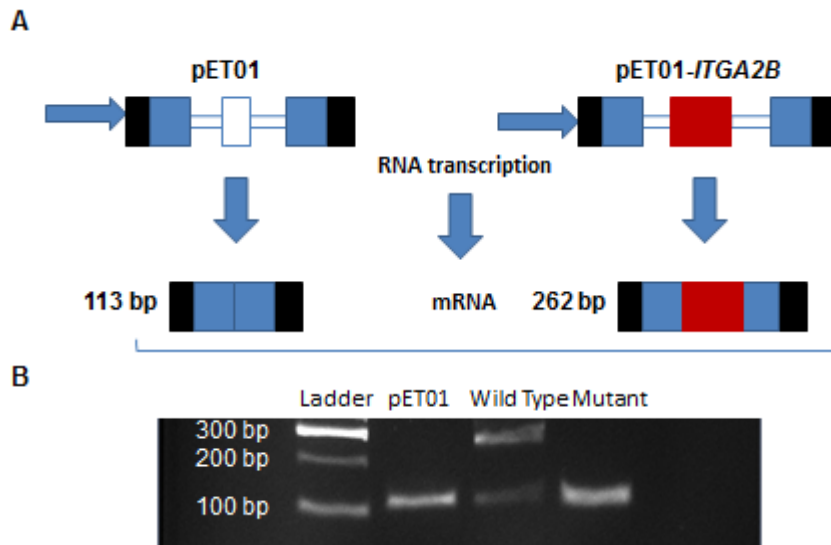 A
pET01
pET01-ITGA2B
RNA transcription
113 bp
mRNA
262 bp
B
Ladder pET01 Wild Type Mutant
300 bp
200 bp
100 bp